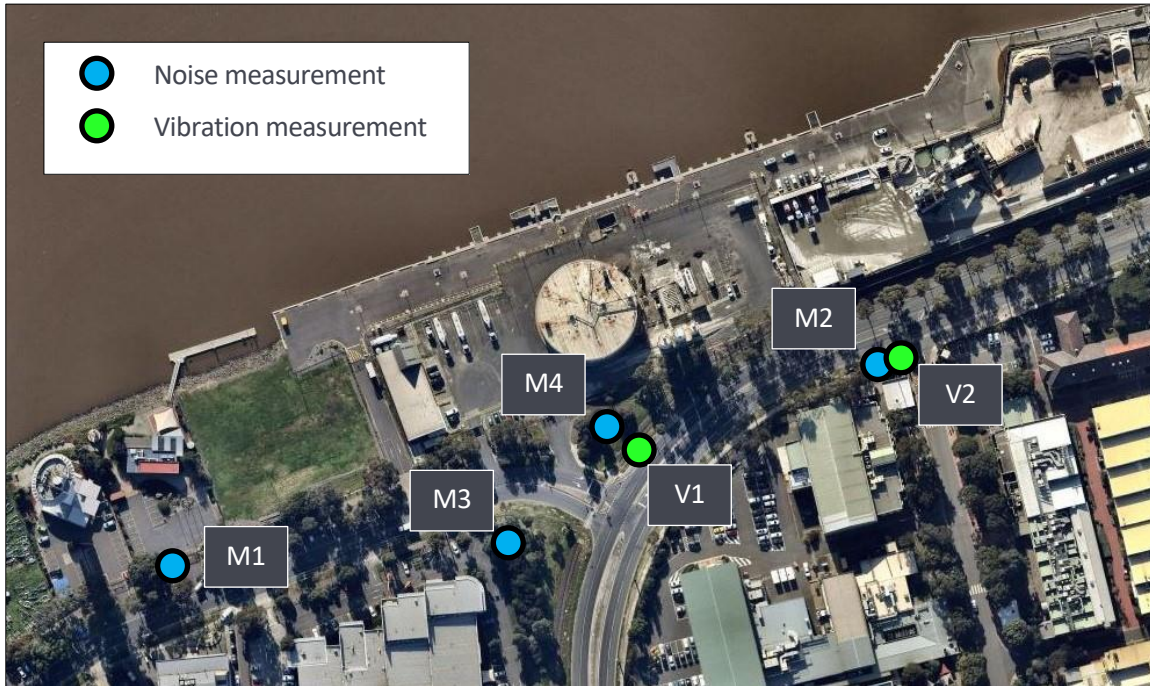 Noise measurement
Vibration measurement
M2
M4
V2
M3
V1
M1